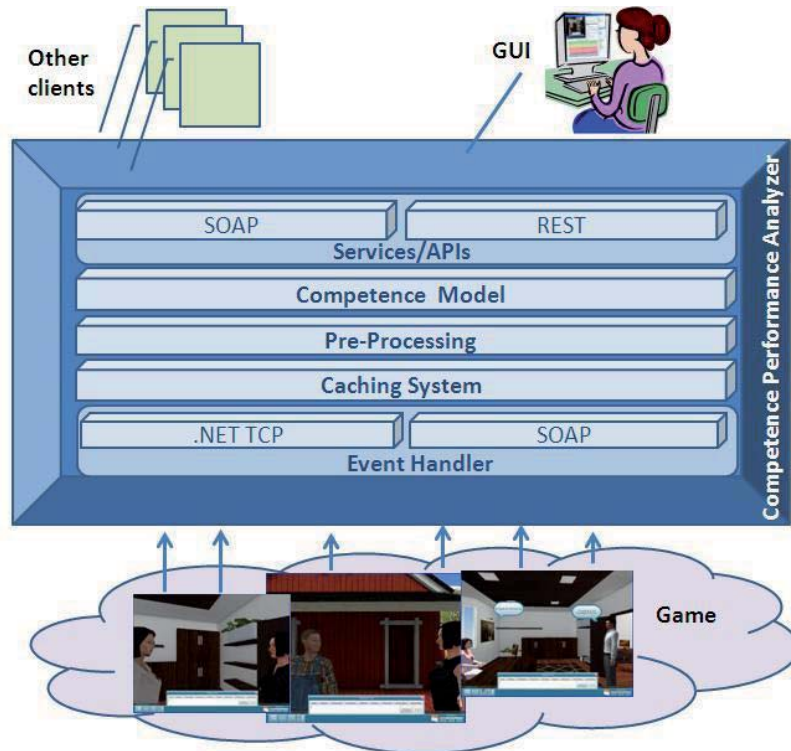 Other
clients
GUI
SOAP
REST
Services/APIs
Competence Model
Pre-Processing
Caching System
.NET TCP
SOAP
Event Handler
Competence Performance Analyzer
Game